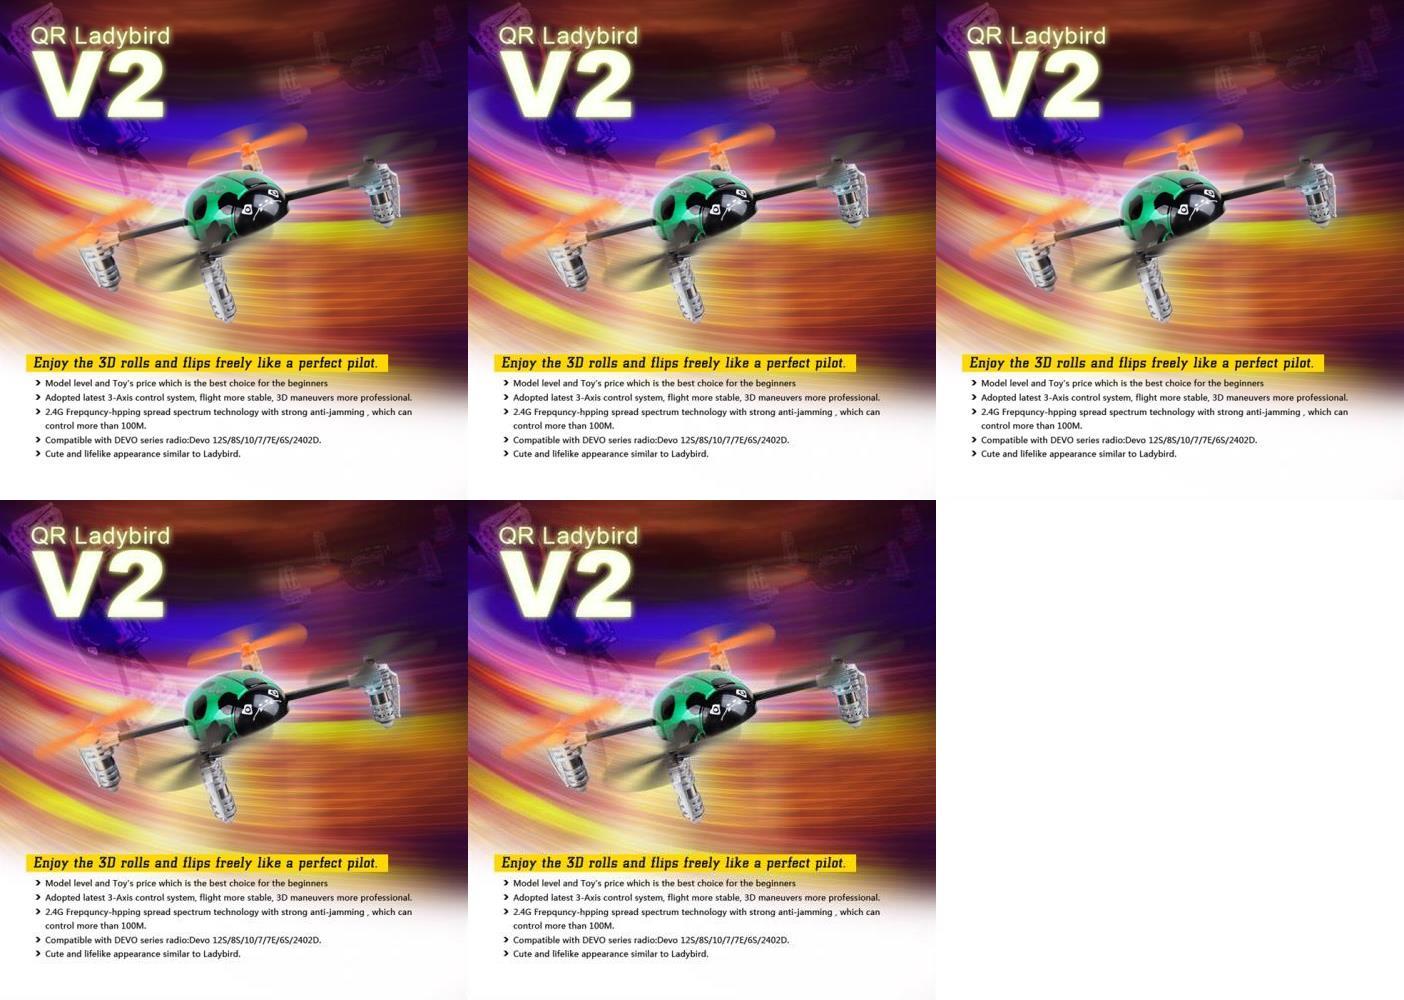 QR Ladybird
V2
Enjoy the 3D rolls and flips freely like a perfect pilot.
Model level and Toy's price which is the best choice for the beginners
Adopted latest 3-Axis control system, flight more stable, 3D maneuvers more professional.
2.4G Frepquncy-hpping spread spectrum technology with strong anti-jamming , which can
control more than 100M.
Compatible with DEVO series radio:Devo 12S/8S/10/7/7E/6S/2402D.
Cute and lifelike appearance similar to Ladybird.
QR Ladybird
V2
Enjoy the 3D rolls and flips freely like a perfect pilot.
Model level and Toy's price which is the best choice for the beginners
Adopted latest 3-Axis control system, flight more stable, 3D maneuvers more professional.
2.4G Frepquncy-hpping spread spectrum technology with strong anti-jamming , which can
control more than 100M.
Compatible with DEVO series radio:Devo 12S/8S/10/7/7E/6S/2402D.
Cute and lifelike appearance similar to Ladybird.
QR Ladybird
V2
Enjoy the 3D rolls and flips freely like a perfect pilot.
Model level and Toy's price which is the best choice for the beginners
Adopted latest 3-Axis control system, flight more stable, 3D maneuvers more professional.
2.4G Frepquncy-hpping spread spectrum technology with strong anti-jamming , which can
control more than 100M.
Compatible with DEVO series radio:Devo 12S/8S/10/7/7E/6S/2402D.
Cute and lifelike appearance similar to Ladybird.
QR Ladybird
V2
Enjoy the 3D rolls and flips freely like a perfect pilot.
Model level and Toy's price which is the best choice for the beginners
Adopted latest 3-Axis control system, flight more stable, 3D maneuvers more professional.
2.4G Frepquncy-hpping spread spectrum technology with strong anti-jamming , which can
control more than 100M.
Compatible with DEVO series radio:Devo 12S/8S/10/7/7E/6S/2402D.
Cute and lifelike appearance similar to Ladybird.
QR Ladybird
V2
Enjoy the 3D rolls and flips freely like a perfect pilot.
Model level and Toy's price which is the best choice for the beginners
Adopted latest 3-Axis control system, flight more stable, 3D maneuvers more professional.
2.4G Frepquncy-hpping spread spectrum technology with strong anti-jamming , which can
control more than 100M.
Compatible with DEVO series radio:Devo 12S/8S/10/7/7E/6S/2402D.
Cute and lifelike appearance similar to Ladybird.